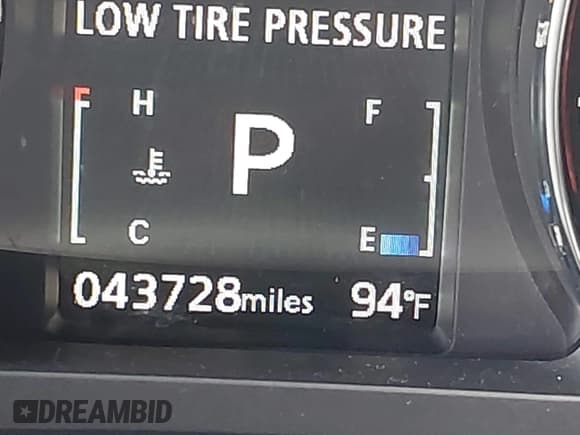 LOW TIRE PRESSURE
H
P
F
C
E
043728miles 94°F
DREAMBID